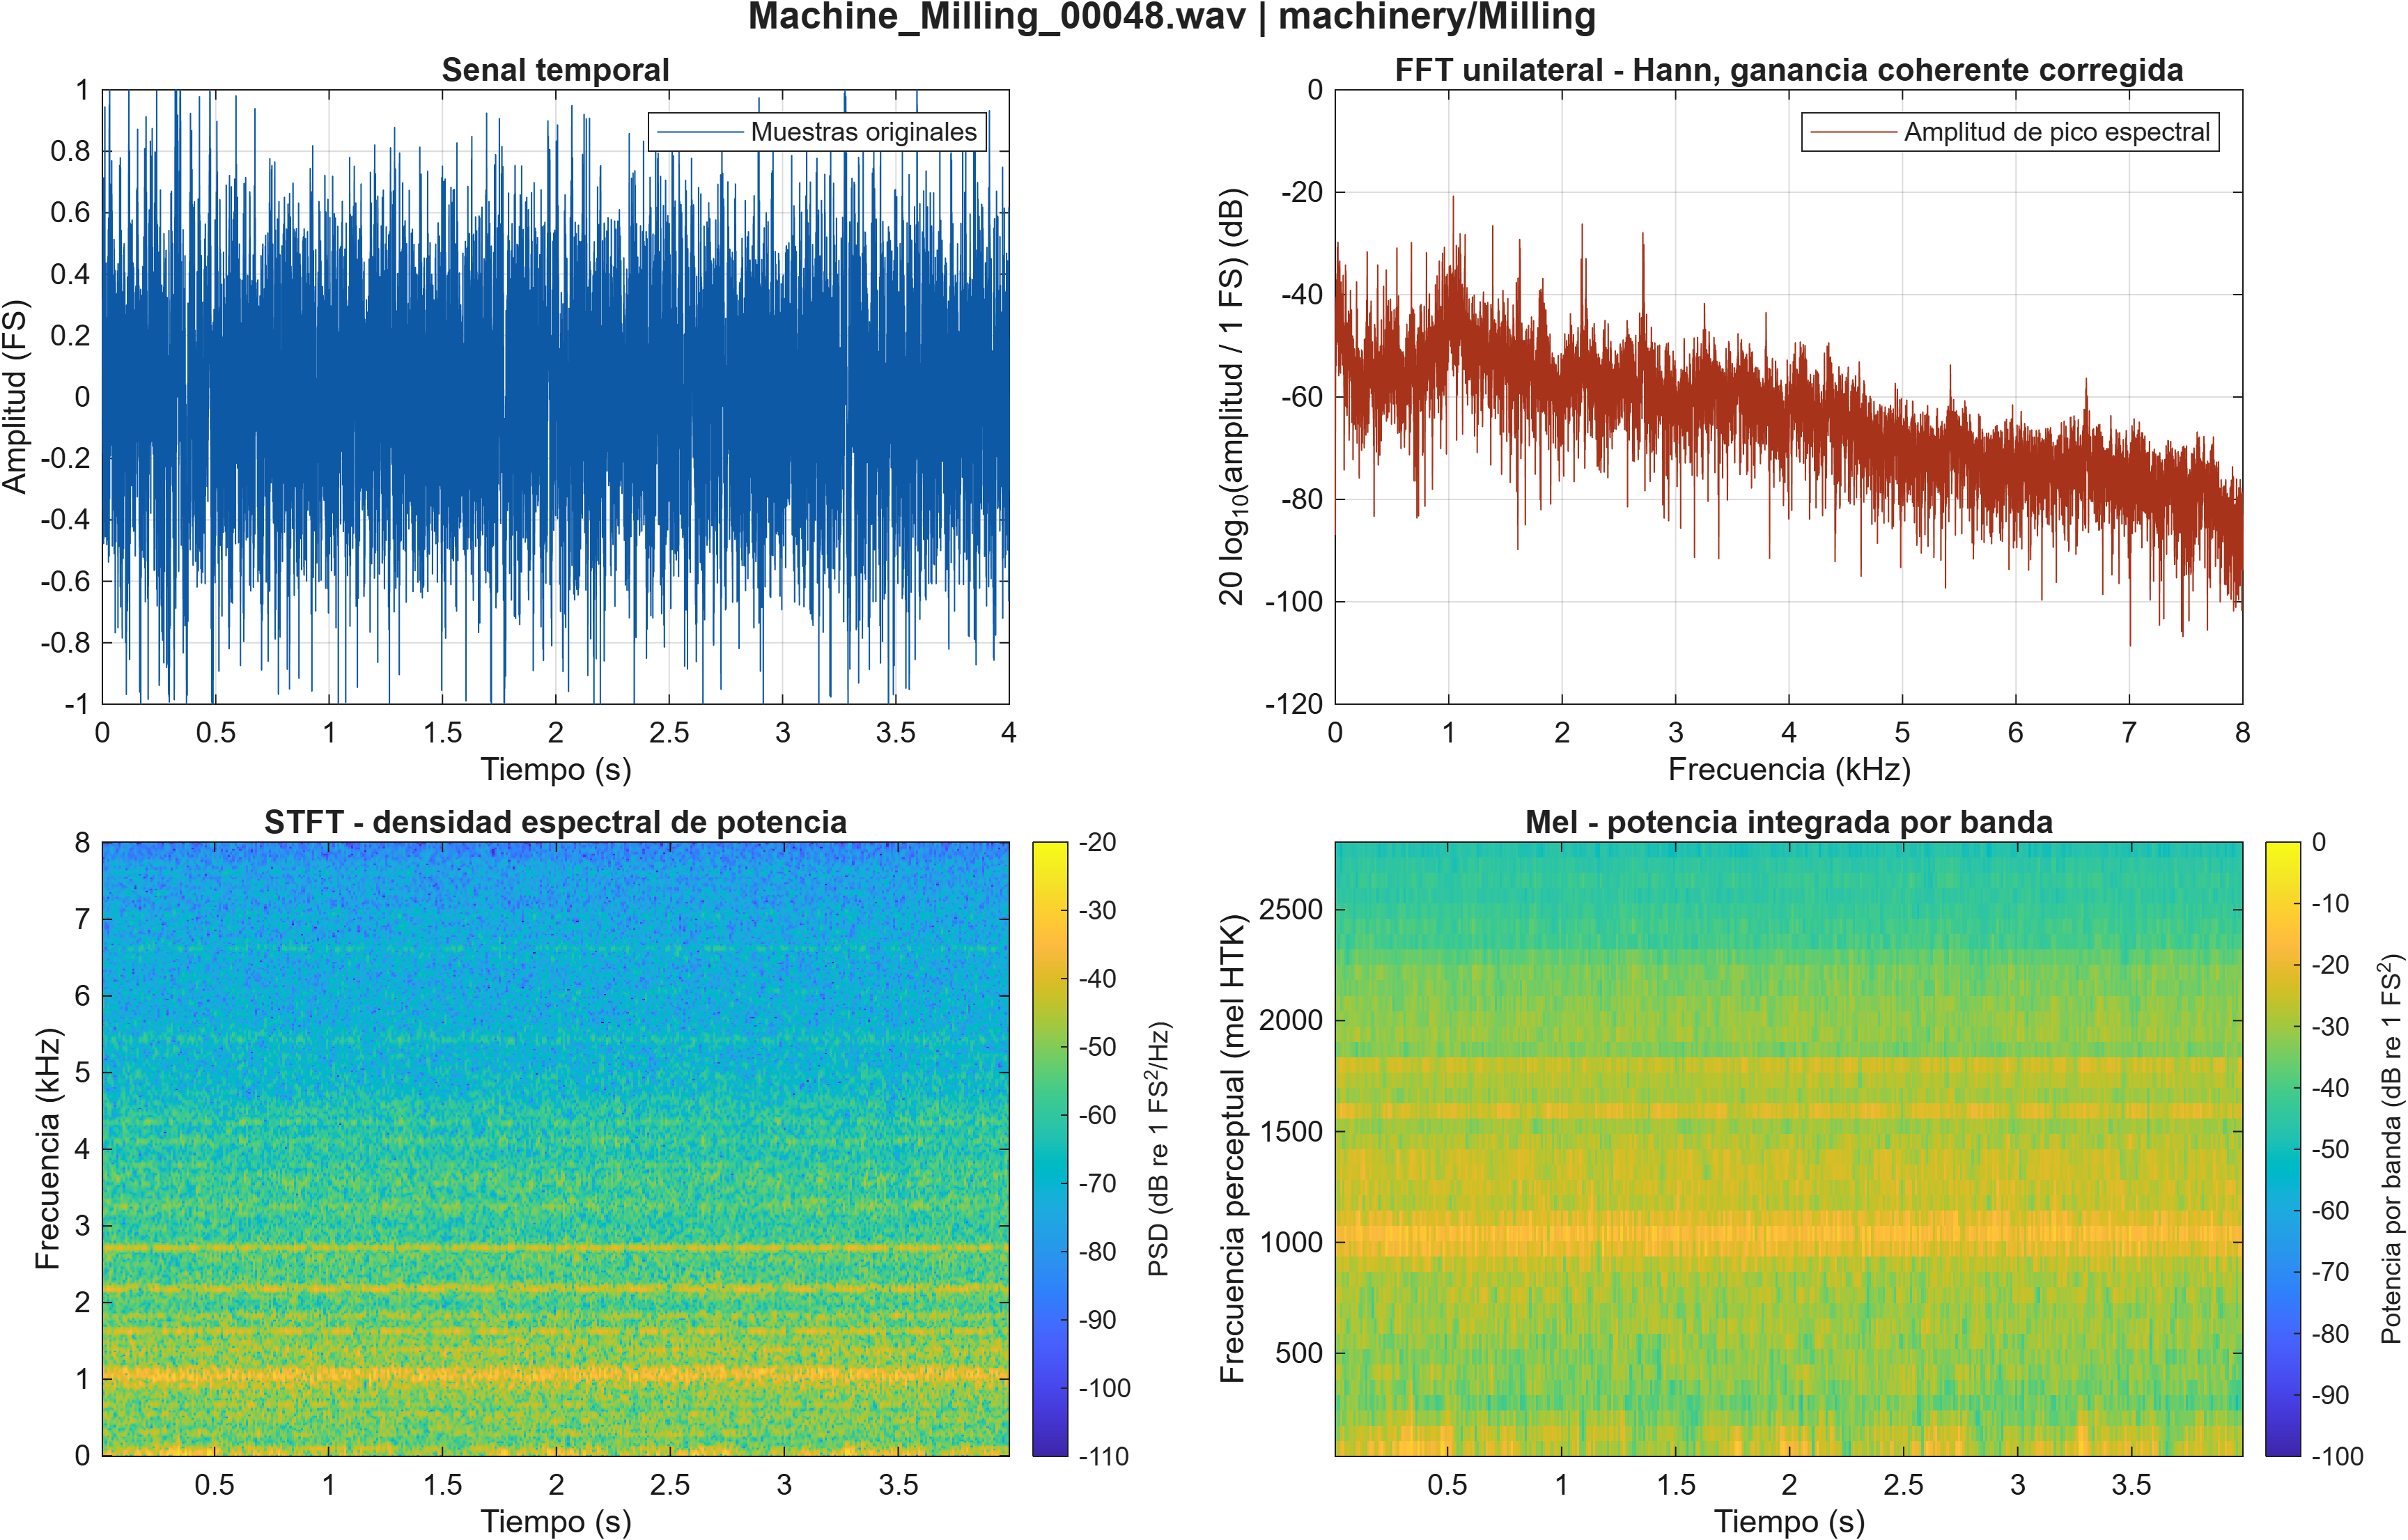 Machine_Milling_00048.wav | machinery/Milling
Senal temporal
Muestras originales
1
0.8
0.6
0.4
0.2
0
-0.2
-0.4
-0.6
-0.8
-1
Amplitud (FS)
0 0.5 1 1.5 2 2.5 3 3.5 4
Tiempo (s)
FFT unilateral - Hann, ganancia coherente corregida
Amplitud de pico espectral
0
-20
-40
-60
-80
-100
-120
20 log10(amplitud / 1 FS) (dB)
0 1 2 3 4 5 6 7 8
Frecuencia (kHz)
STFT - densidad espectral de potencia
8
7
6
5
4
3
2
1
0
Frecuencia (kHz)
0.5 1 1.5 2 2.5 3 3.5
Tiempo (s)
-20
-30
-40
-50
-60
-70
-80
-90
-100
-110
PSD (dB re 1 FS²/Hz)
Mel - potencia integrada por banda
2500
2000
1500
1000
500
Frecuencia perceptual (mel HTK)
0.5 1 1.5 2 2.5 3 3.5
Tiempo (s)
0
-10
-20
-30
-40
-50
-60
-70
-80
-90
-100
Potencia por banda (dB re 1 FS²)